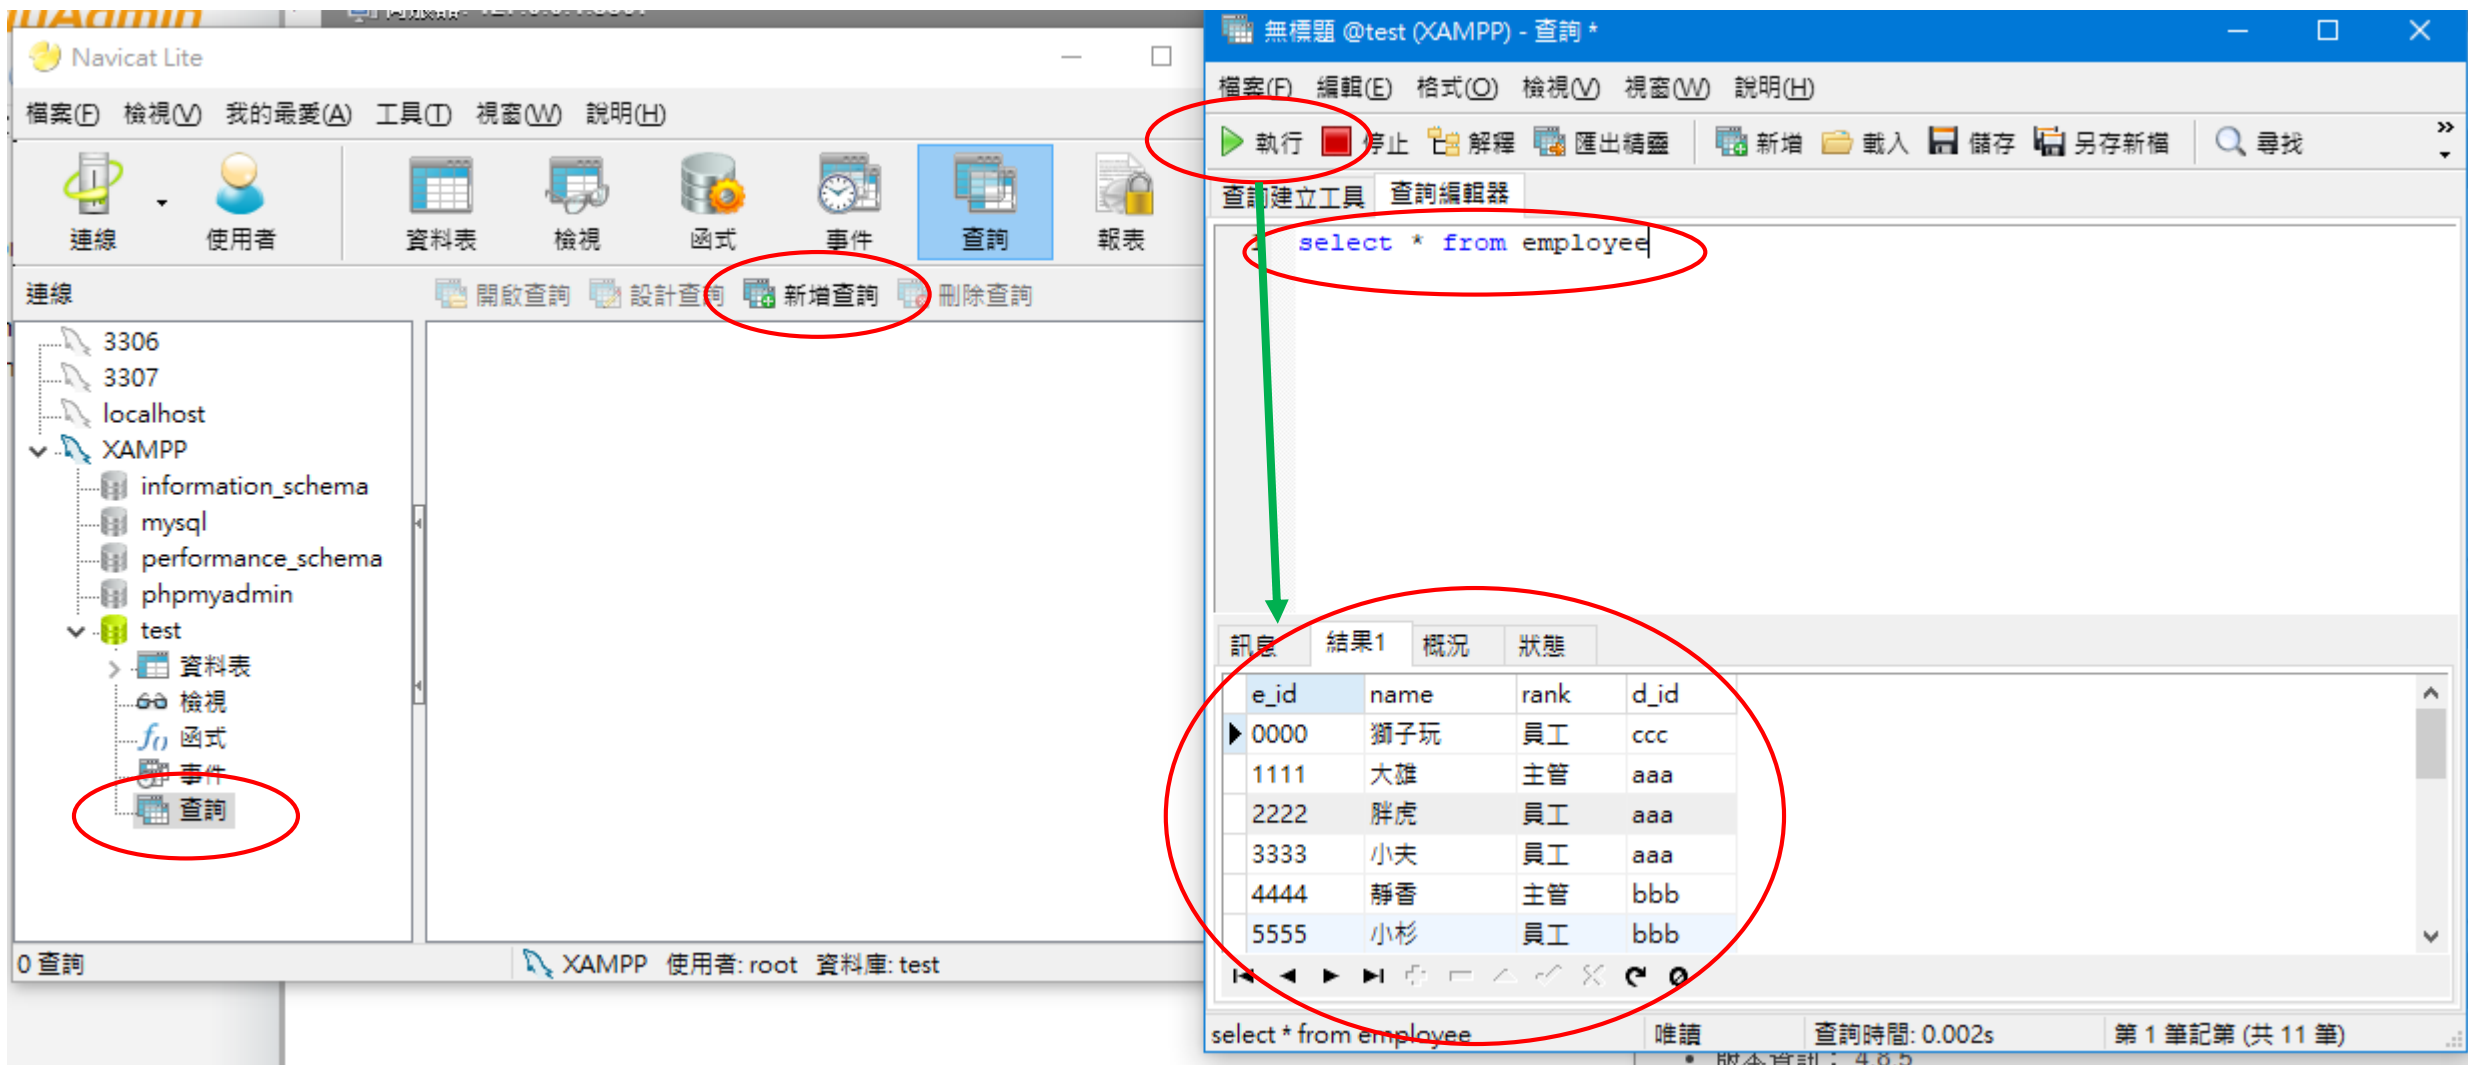 Navicat Lite
檔案(F) 檢視(V) 我的最愛(A) 工具(T) 視窗(W) 說明(H)
連線 使用者 資料表 檢視 函式 事件 查詢 報表
連線
開啟查詢 設計查詢 新增查詢 刪除查詢
3306
3307
localhost
XAMPP
information_schema
mysql
performance_schema
phpmyadmin
test
資料表
檢視
函式
事件
查詢
0 查詢 XAMPP 使用者: root 資料庫: test
無標題 @test (XAMPP) - 查詢 *
檔案(F) 編輯(E) 格式(O) 檢視(V) 視窗(W) 說明(H)
執行 停止 解釋 匯出精靈 新增 載入 儲存 另存新檔 尋找
查詢建立工具 查詢編輯器
1 select * from employee
訊息 結果1 概況 狀態
e_id name rank d_id
0000 獅子玩 員工 ccc
1111 大雄 主管 aaa
2222 胖虎 員工 aaa
3333 小夫 員工 aaa
4444 靜香 主管 bbb
5555 小杉 員工 bbb
select * from employee 唯讀 查詢時間: 0.002s 第 1 筆記第 (共 11 筆)